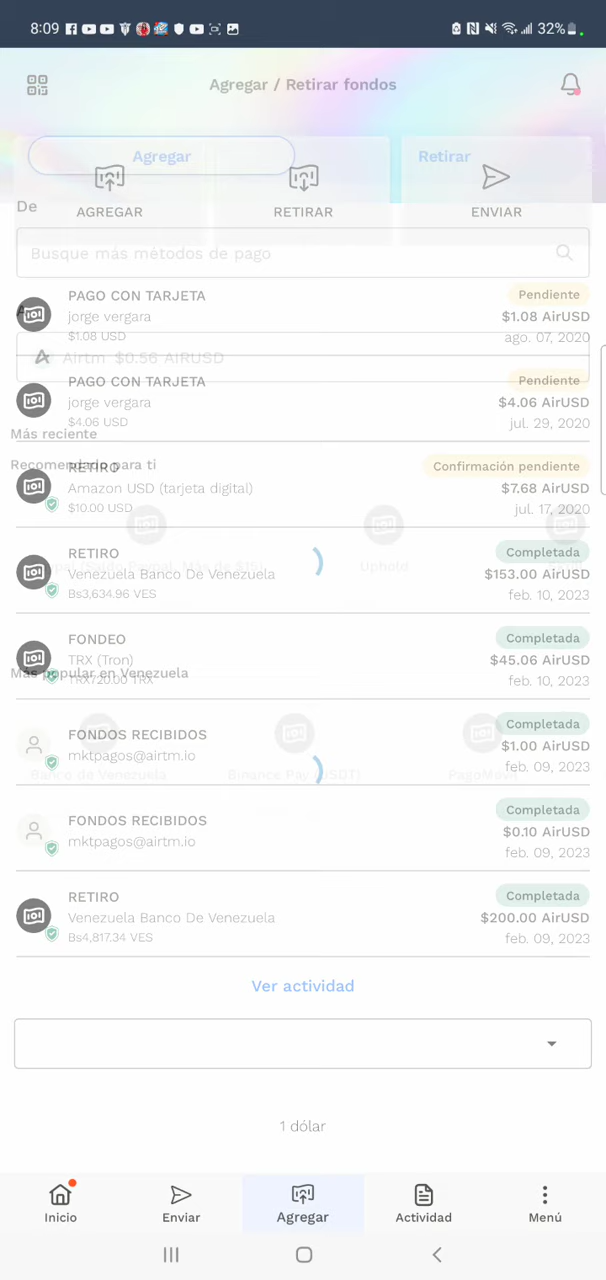 8:09
32%
Agregar / Retirar fondos
Agregar
Retirar
AGREGAR
RETIRAR
ENVIAR
De
Busque más métodos de pago
PAGO CON TARJETA
Pendiente
jorge vergara
$1.08 AirUSD
$1.08 USD
ago. 07, 2020
Airtm $0.56 AIRUSD
PAGO CON TARJETA
Pendiente
jorge vergara
$4.06 AirUSD
$4.06 USD
jul. 29, 2020
Más reciente
Recomendado para ti
RETIRO
Confirmación pendiente
Amazon USD (tarjeta digital)
$7.68 AirUSD
$10.00 USD
jul. 17, 2020
RETIRO
Completada
Uphold
Venezuela Banco De Venezuela
$153.00 AirUSD
Bs3,634.96 VES
feb. 10, 2023
FONDEO
Completada
TRX (Tron)
$45.06 AirUSD
TRX720.00 TRX
feb. 10, 2023
Más popular en Venezuela
FONDOS RECIBIDOS
Completada
mktpagos@airtm.io
$1.00 AirUSD
feb. 09, 2023
Banco de Venezuela
Binance Pay (USDT)
PagoMóvil
FONDOS RECIBIDOS
Completada
mktpagos@airtm.io
$0.10 AirUSD
feb. 09, 2023
RETIRO
Completada
Venezuela Banco De Venezuela
$200.00 AirUSD
Bs4,817.34 VES
feb. 09, 2023
Ver actividad
1 dólar
Inicio
Enviar
Agregar
Actividad
Menú